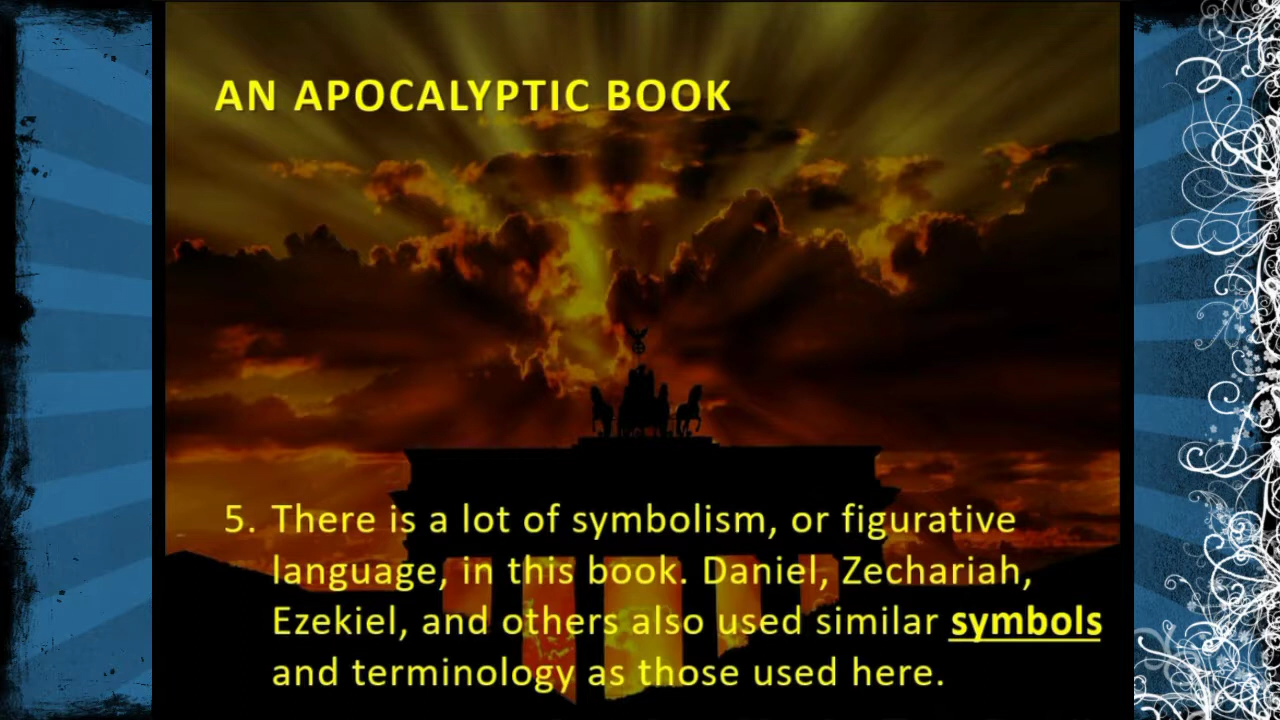 AN APOCALYPTIC BOOK
5. There is a lot of symbolism, or figurative
language, in this book. Daniel, Zechariah,
Ezekiel, and others also used similar symbols
and terminology as those used here.